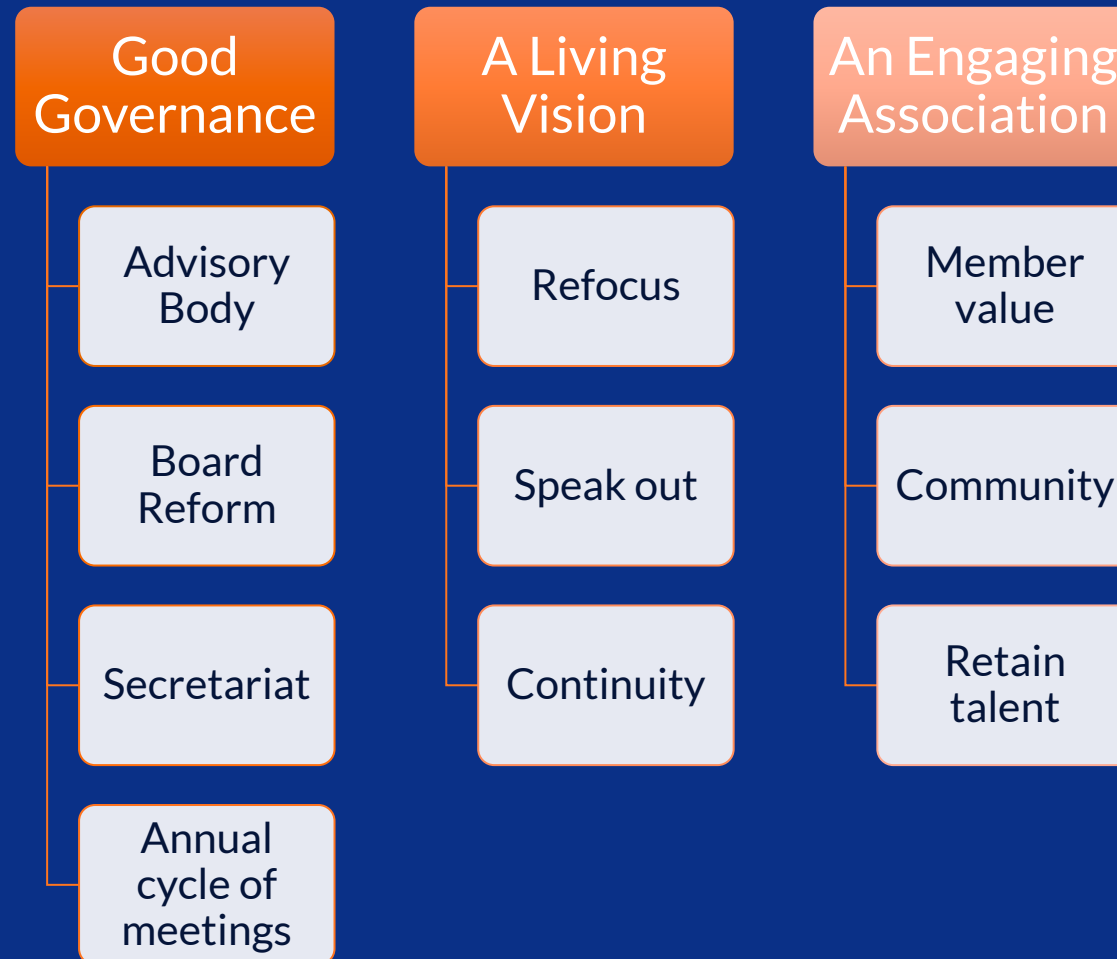 Good
Governance
Advisory
Body
Board
Reform
Secretariat
Annual
cycle of
meetings
A Living
Vision
Refocus
Speak out
Continuity
An Engaging
Association
Member
value
Community
Retain
talent